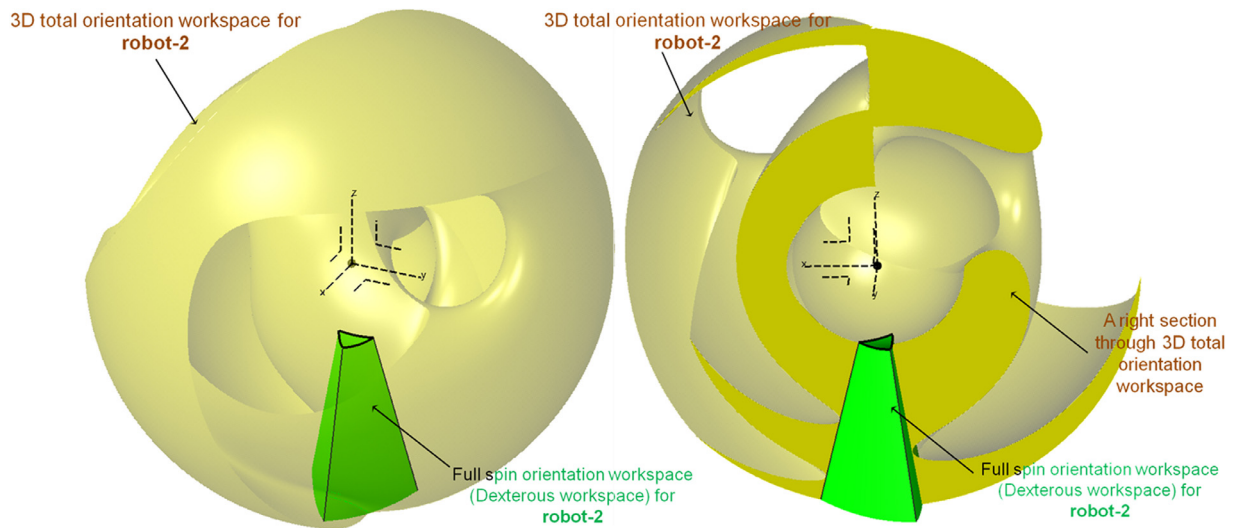 3D total orientation workspace for
robot-2
z
y
x
Full spin orientation workspace
(Dexterous workspace) for
robot-2
3D total orientation workspace for
robot-2
z
x
y
A right section
through 3D total
orientation
workspace
Full spin orientation workspace
(Dexterous workspace) for
robot-2